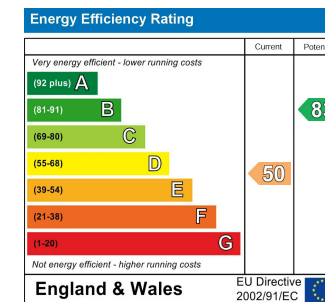 Energy Efficiency Rating
Current
Very energy efficient - lower running costs
(92 plus) A
(81-91) B
(69-80) C
(55-68) D
50
(39-54) E
(21-38) F
(1-20) G
Not energy efficient - higher running costs
England & Wales
EU Directive
2002/91/EC